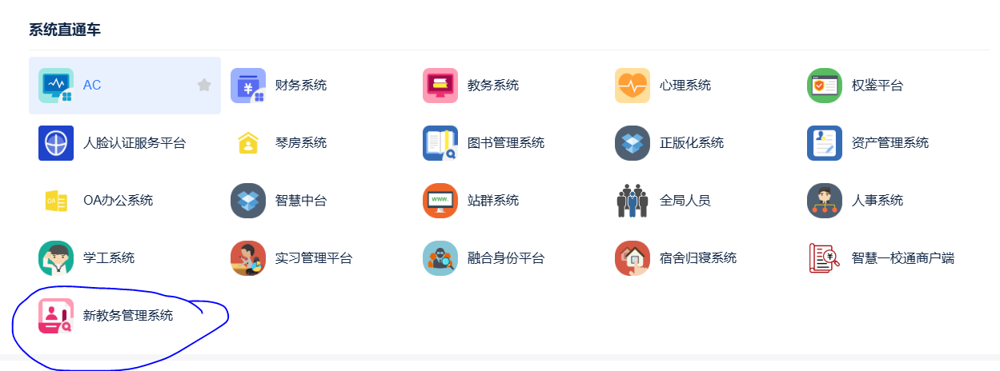 系统直通车
AC 财务系统 教务系统 心理系统 权鉴平台
人脸认证服务平台 琴房系统 图书管理系统 正版化系统 资产管理系统
OA OA办公系统 智慧中台 www. 站群系统 全局人员 人事系统
学工系统 实习管理平台 融合身份平台 宿舍归寝系统 智慧一校通商户端
新教务管理系统